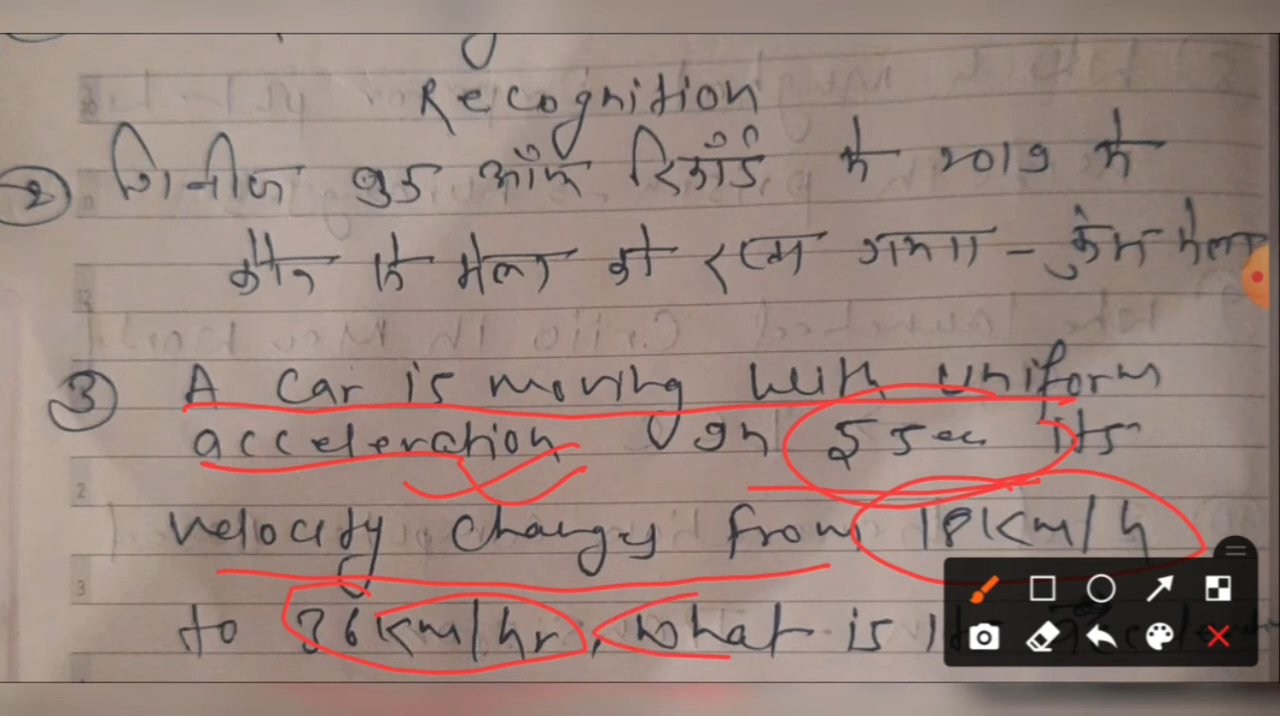 Recognition
② गिनीज बुक ऑफ रिकॉर्ड मे 2019 मे
कौन से मेला को रखा गया - कुंभ मेला
③ A car is moving with uniform
acceleration In 5 sec its
velocity changes from 18 Km/h
to 36 Km/hr, what is its